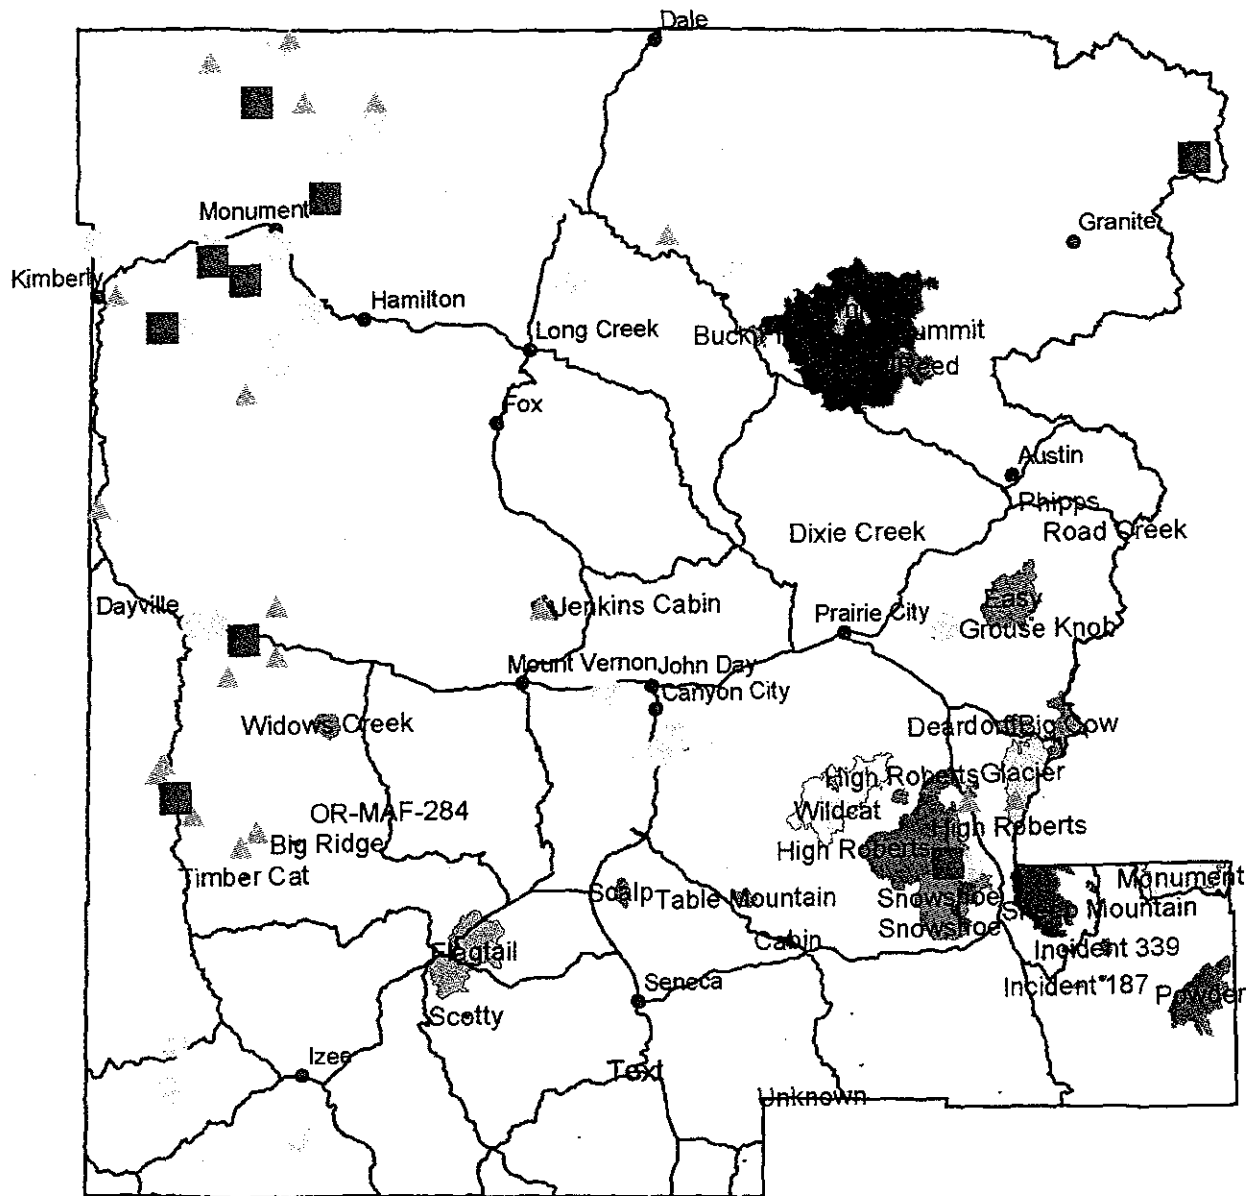 Dale
Monument
Granite
Kimberly
Hamilton
Long Creek
Summit
Reed
Fox
Austin
Phipps
Road Creek
Dixie Creek
Easy
Dayville
Jenkins Cabin
Prairie City
Grouse Knob
Mount Vernon
John Day
Canyon City
Widows Creek
Deardorff
Big Cow
High Roberts
Glacier
Wildcat
OR-MAF-284
High Roberts
Big Ridge
High Roberts
Timber Cat
Monument
Scalp
Table Mountain
Snowshoe
Mountain
Snowshoe
Flagtail
Cabin
Incident 339
Seneca
Incident 187
Powder
Scotty
Izee
Text
Unknown